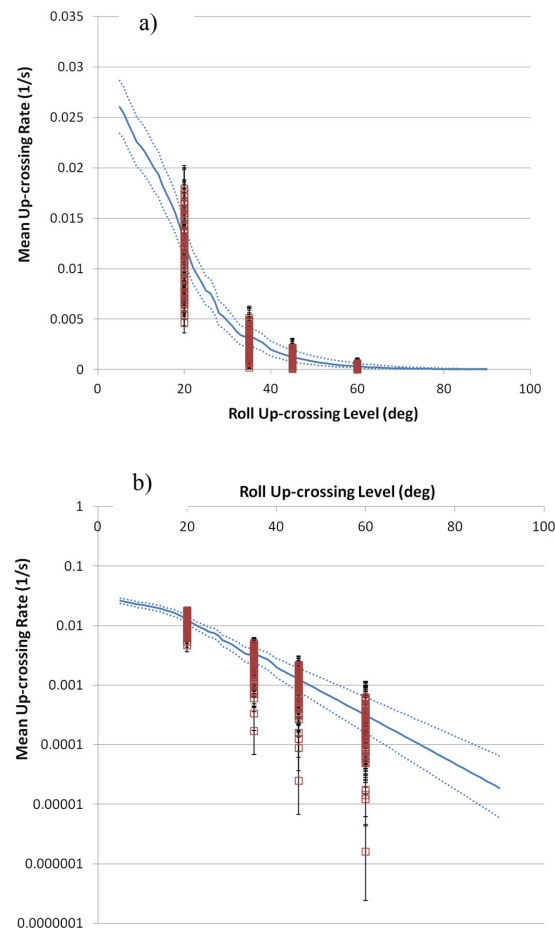 a)
0.035
0.03
0.025
0.02
0.015
0.01
0.005
0
Mean Up-crossing Rate (1/s)
0 20 40 60 80 100
Roll Up-crossing Level (deg)
b)
Roll Up-crossing Level (deg)
0 20 40 60 80 100
1
0.1
0.01
0.001
0.0001
0.00001
0.000001
0.0000001
Mean Up-crossing Rate (1/s)